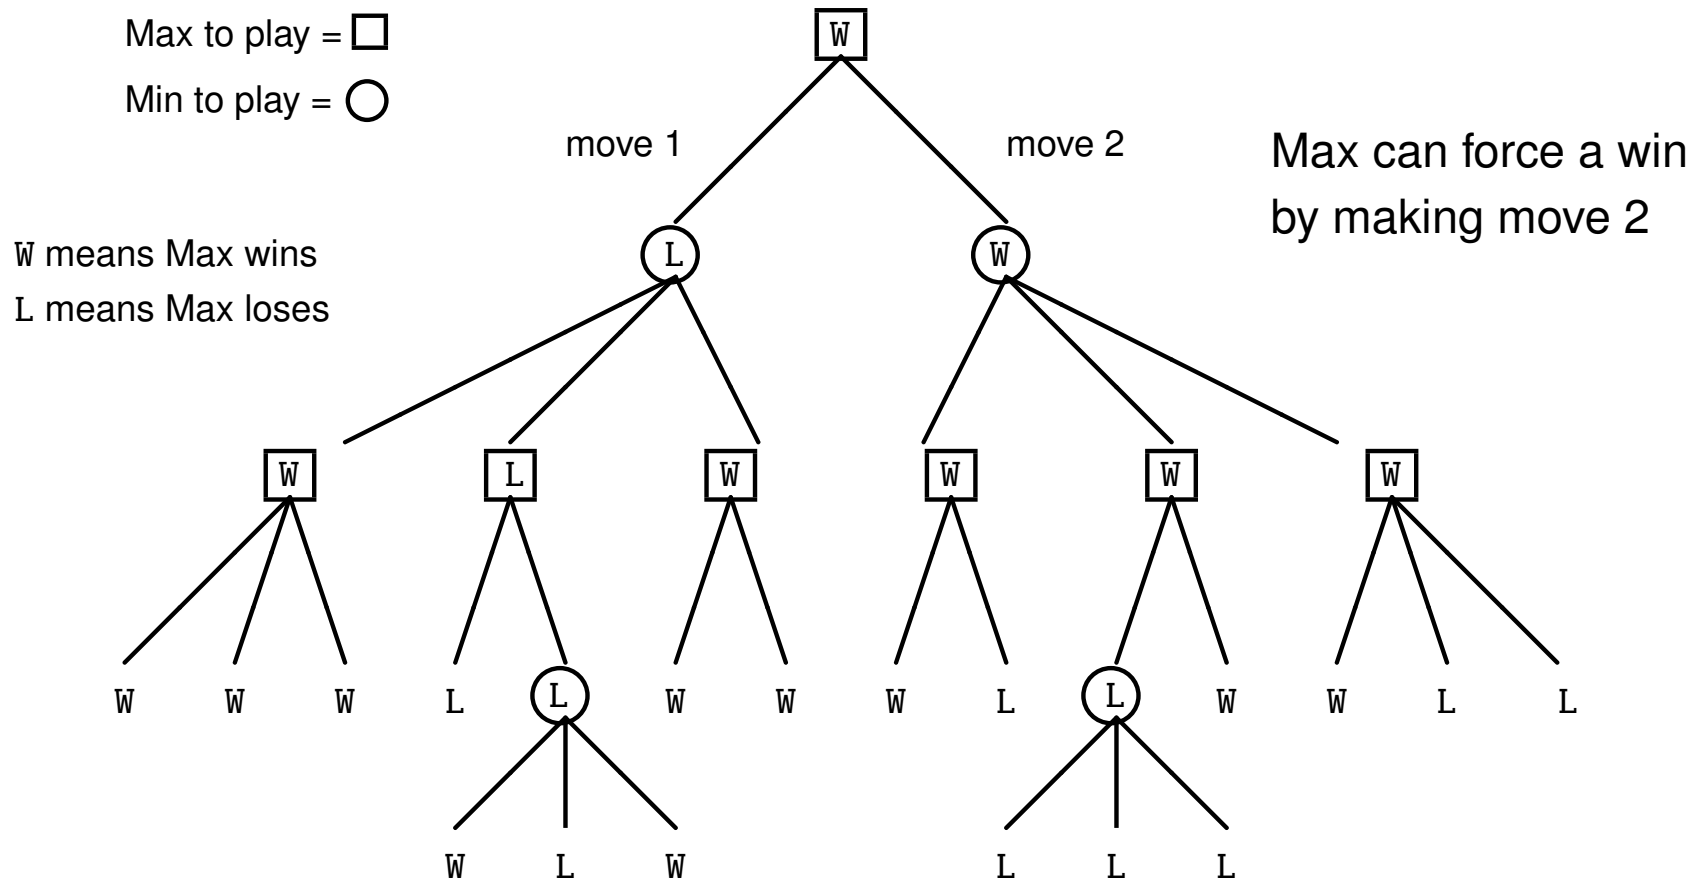 Max to play =
W
Min to play =
move 1
move 2
Max can force a win
by making move 2
W means Max wins
L means Max loses
L
W
W
L
W
W
W
W
W W W L L W W W L L W W L L
W L W L L L